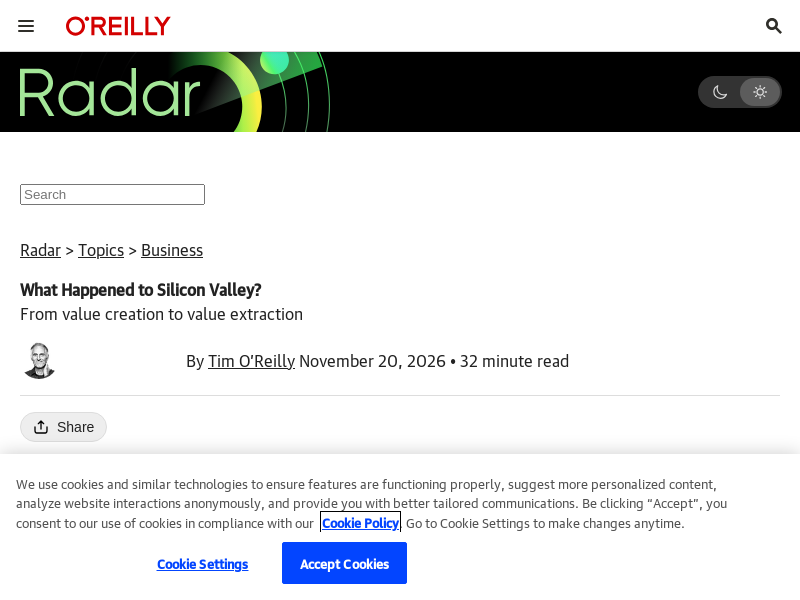 O'REILLY
Radar
Search
Radar > Topics > Business
What Happened to Silicon Valley?
From value creation to value extraction
By Tim O'Reilly November 20, 2026 • 32 minute read
Share
We use cookies and similar technologies to ensure features are functioning properly, suggest more personalized content,
analyze website interactions anonymously, and provide you with better tailored communications. Be clicking “Accept”, you
consent to our use of cookies in compliance with our Cookie Policy. Go to Cookie Settings to make changes anytime.
Cookie Settings
Accept Cookies